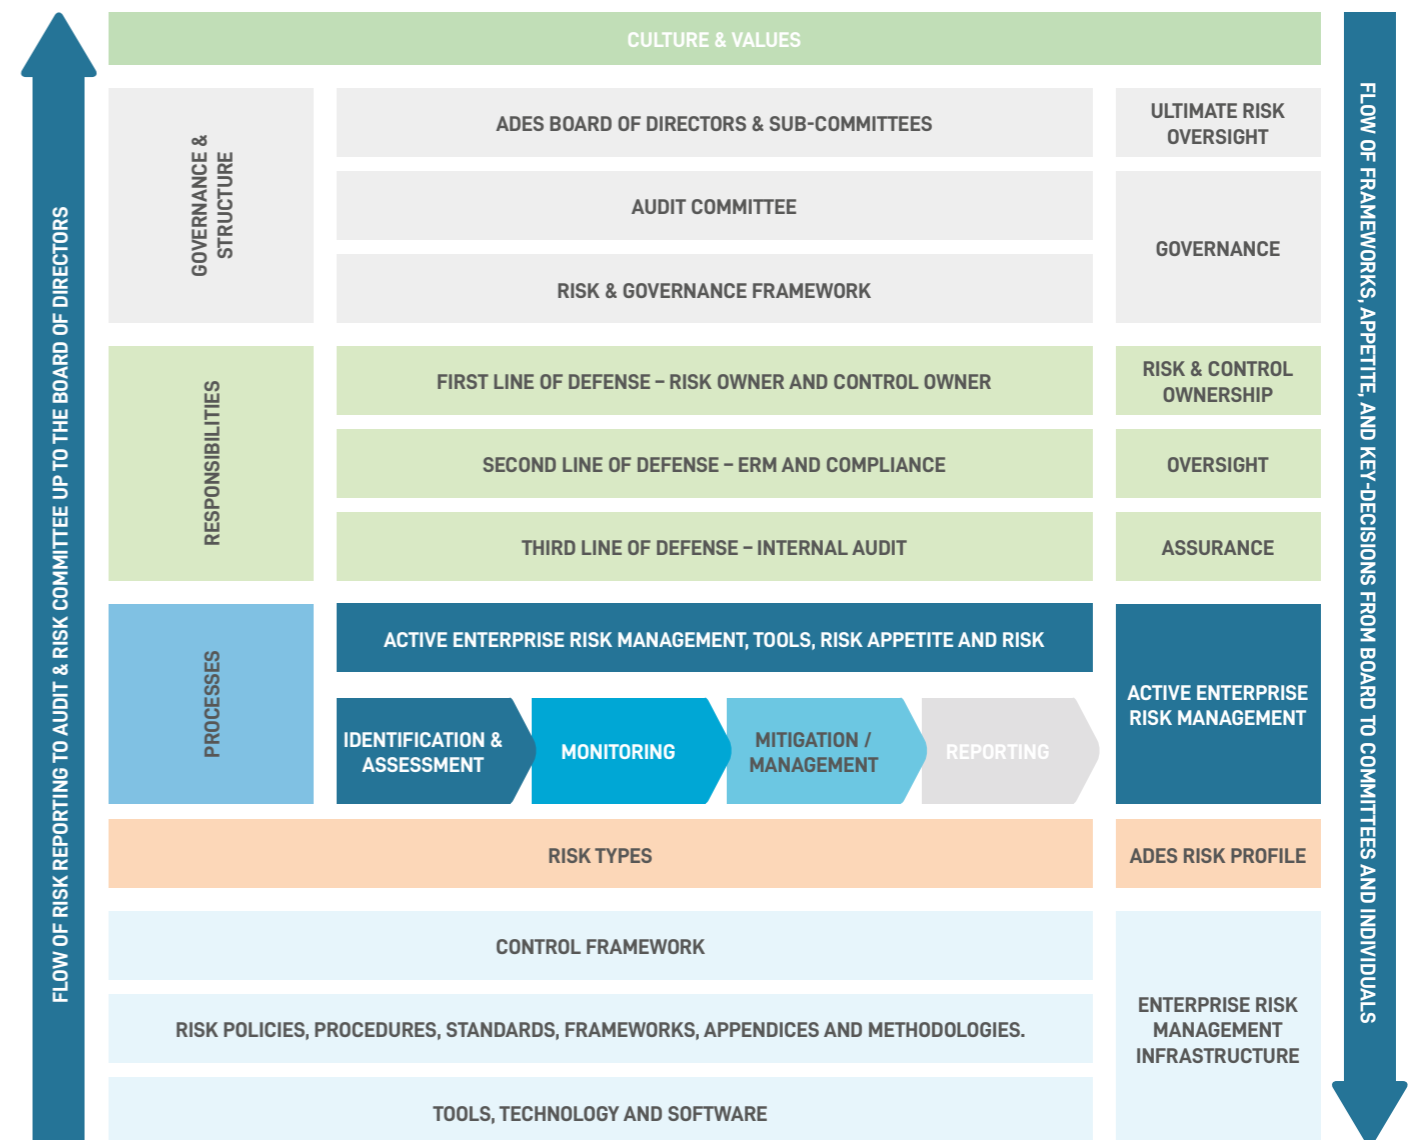 CULTURE & VALUES
FLOW OF RISK REPORTING TO AUDIT & RISK COMMITTEE UP TO THE BOARD OF DIRECTORS
FLOW OF FRAMEWORKS, APPETITE, AND KEY-DECISIONS FROM BOARD TO COMMITTEES AND INDIVIDUALS
GOVERNANCE &
STRUCTURE
ADES BOARD OF DIRECTORS & SUB-COMMITTEES
ULTIMATE RISK
OVERSIGHT
AUDIT COMMITTEE
RISK & GOVERNANCE FRAMEWORK
GOVERNANCE
RESPONSIBILITIES
FIRST LINE OF DEFENSE – RISK OWNER AND CONTROL OWNER
RISK & CONTROL
OWNERSHIP
SECOND LINE OF DEFENSE – ERM AND COMPLIANCE
OVERSIGHT
THIRD LINE OF DEFENSE – INTERNAL AUDIT
ASSURANCE
PROCESSES
ACTIVE ENTERPRISE RISK MANAGEMENT, TOOLS, RISK APPETITE AND RISK
IDENTIFICATION &
ASSESSMENT
MONITORING
MITIGATION /
MANAGEMENT
REPORTING
ACTIVE ENTERPRISE
RISK MANAGEMENT
RISK TYPES
ADES RISK PROFILE
CONTROL FRAMEWORK
RISK POLICIES, PROCEDURES, STANDARDS, FRAMEWORKS, APPENDICES AND METHODOLOGIES.
TOOLS, TECHNOLOGY AND SOFTWARE
ENTERPRISE RISK
MANAGEMENT
INFRASTRUCTURE